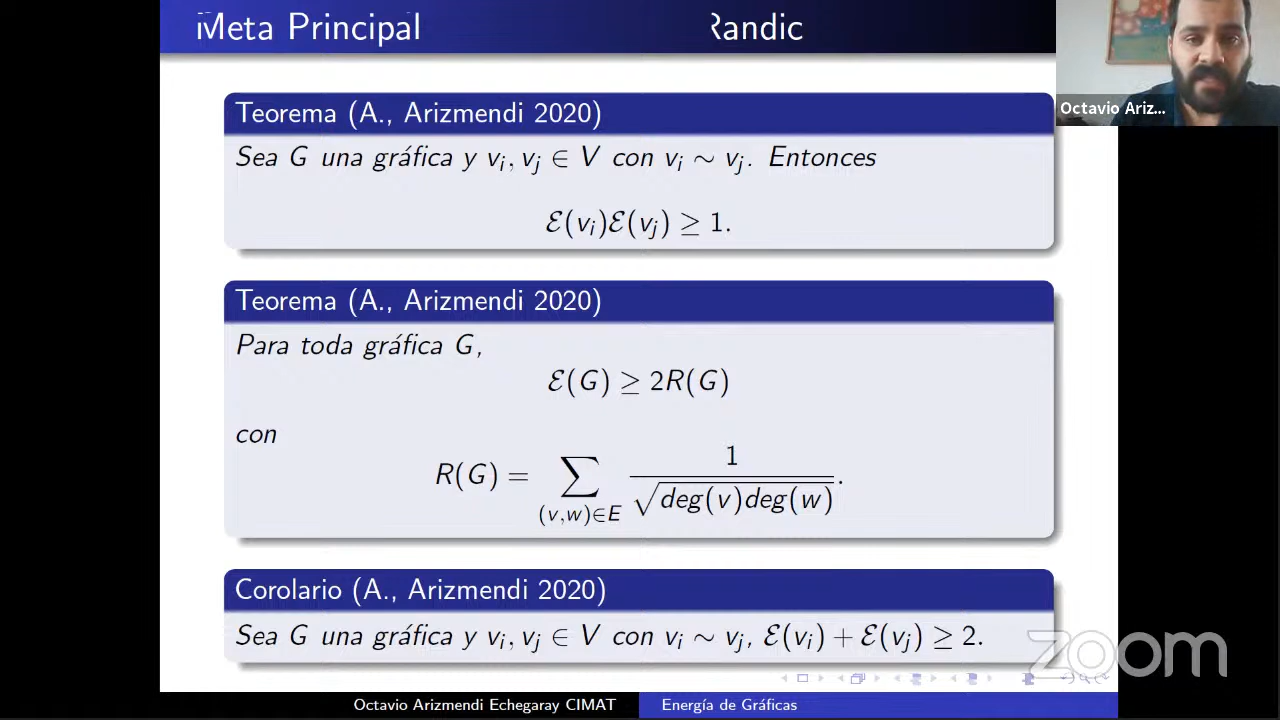 Meta Principal
Randic
Octavio Ariz...
Teorema (A., Arizmendi 2020)
Sea G una gráfica y v_i, v_j ∈ V con v_i ∼ v_j. Entonces
ℰ(v_i)ℰ(v_j) ≥ 1.
Teorema (A., Arizmendi 2020)
Para toda gráfica G,
ℰ(G) ≥ 2R(G)
con
R(G) = ∑_{(v,w)∈E} 1/√(deg(v)deg(w)).
Corolario (A., Arizmendi 2020)
Sea G una gráfica y v_i, v_j ∈ V con v_i ∼ v_j, ℰ(v_i) + ℰ(v_j) ≥ 2.
zoom
Octavio Arizmendi Echegaray CIMAT
Energía de Gráficas